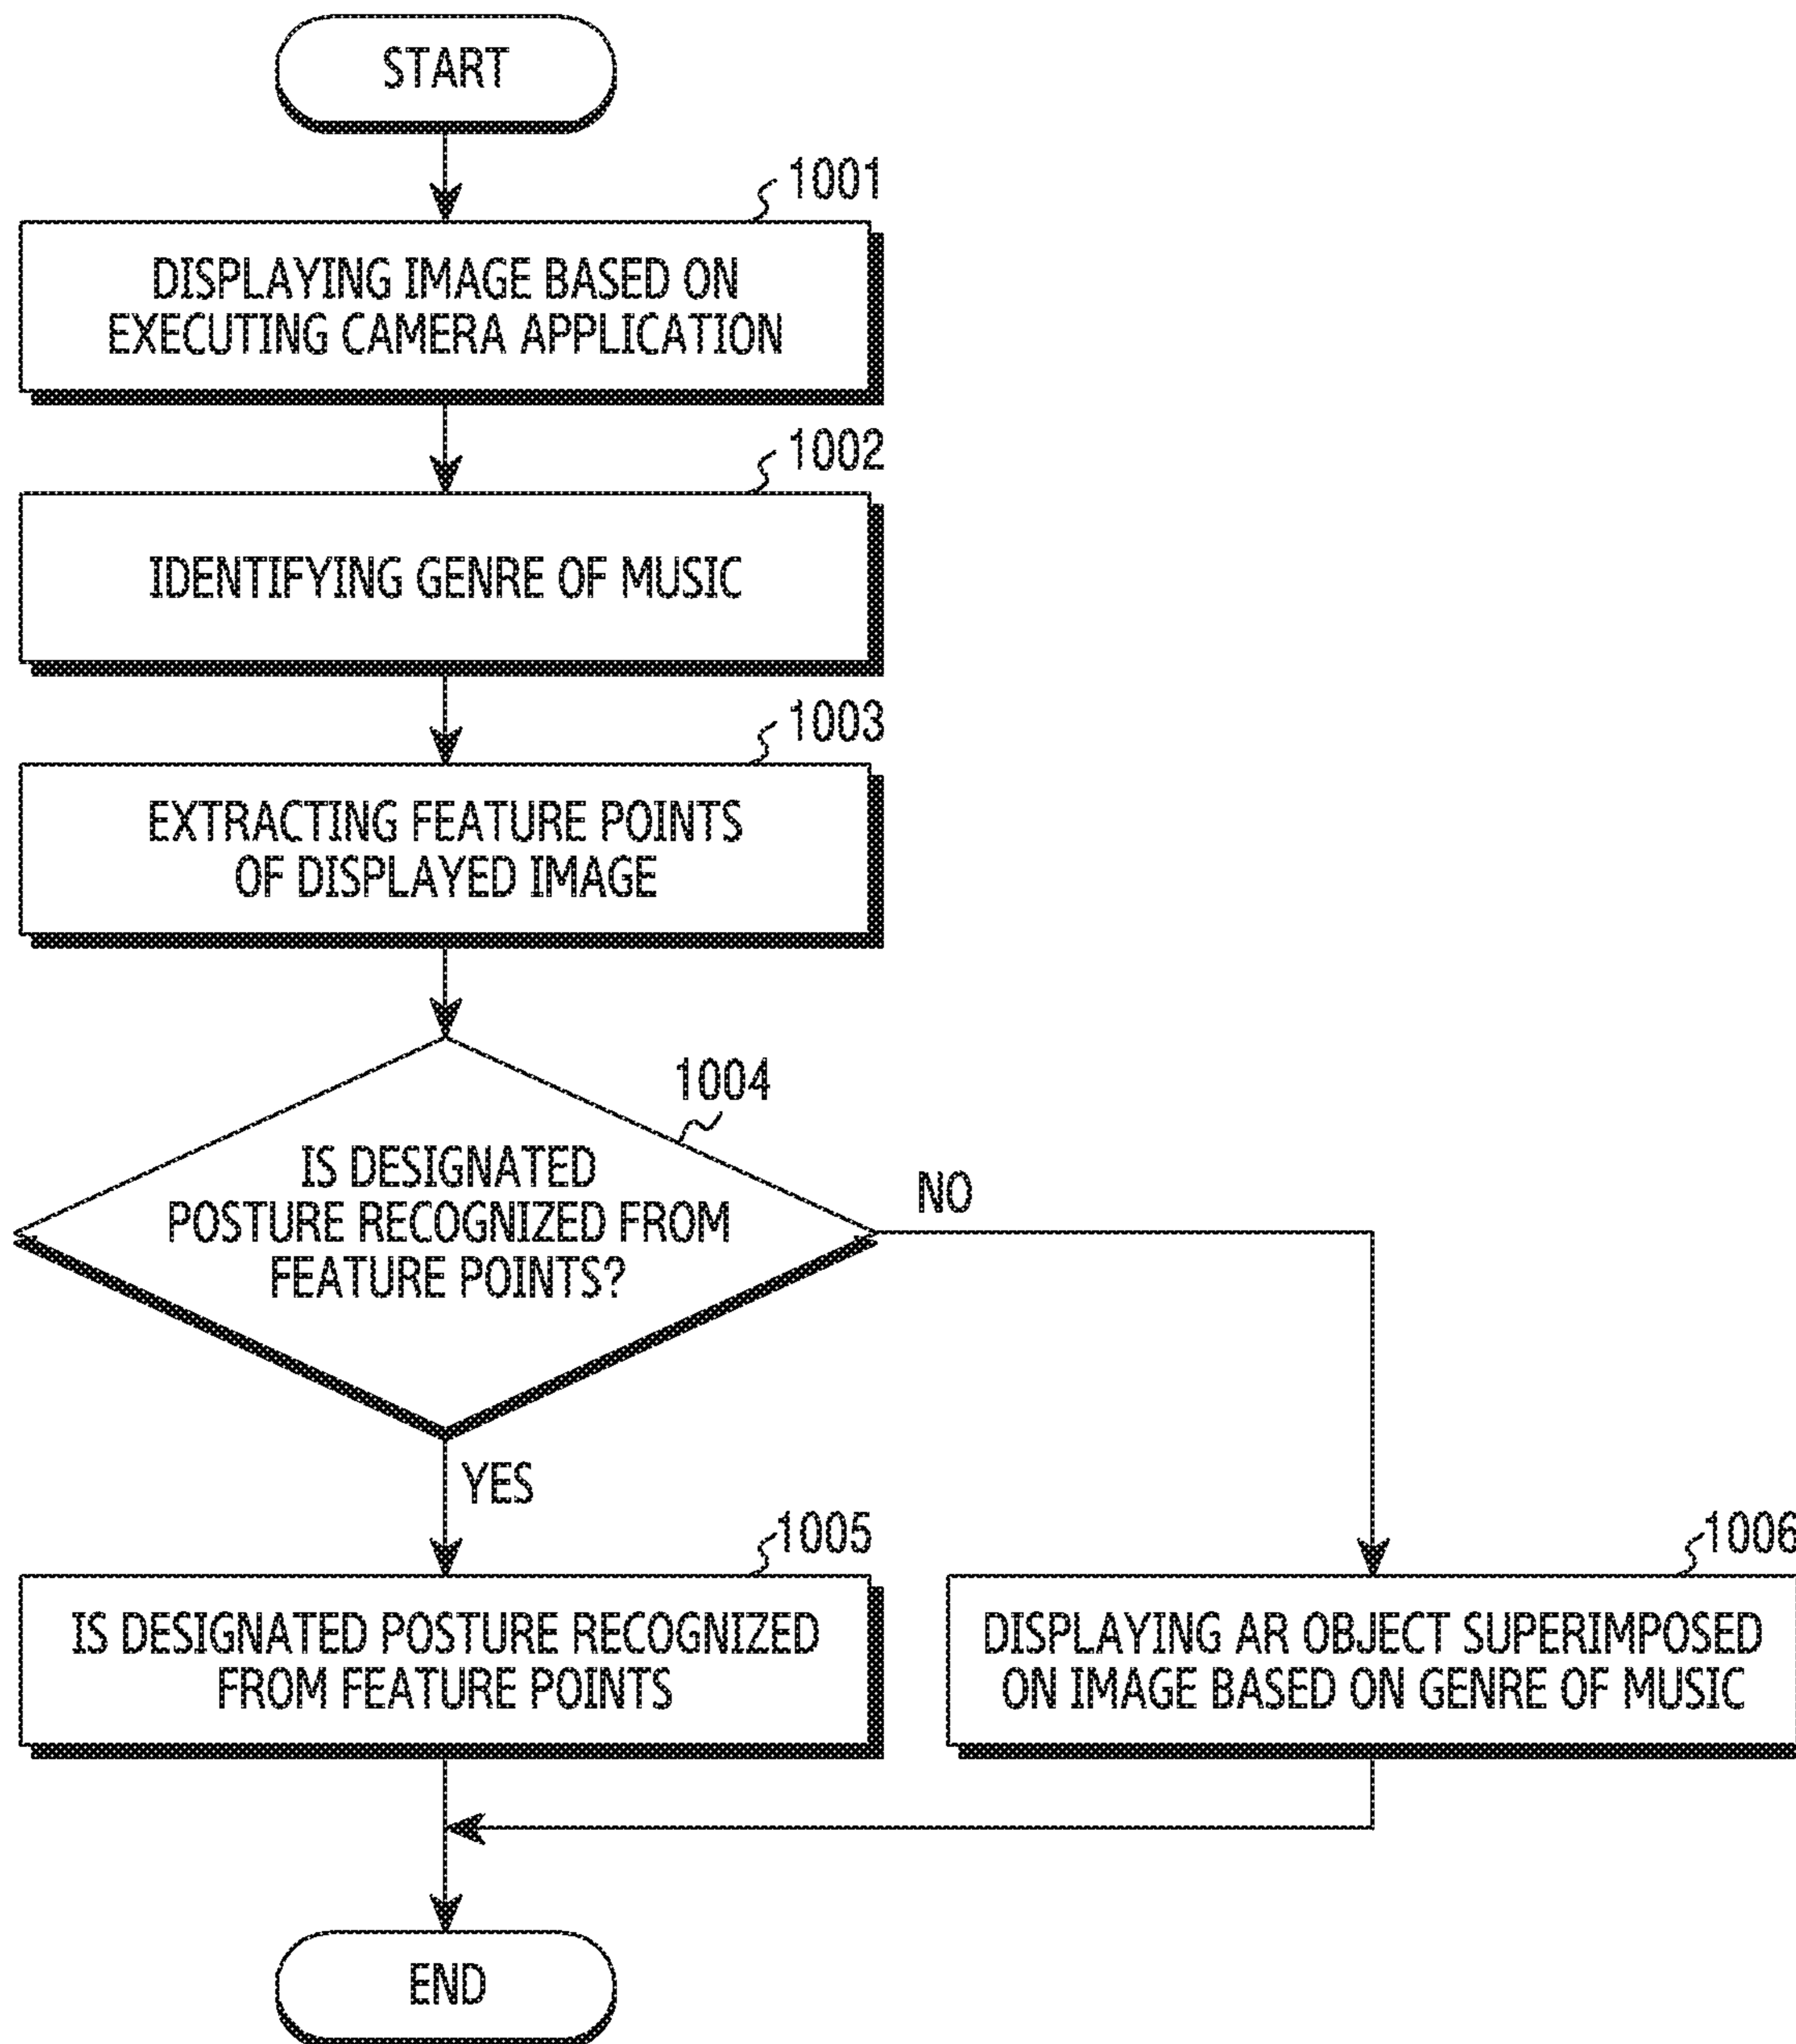 START
1001
DISPLAYING IMAGE BASED ON
EXECUTING CAMERA APPLICATION
1002
IDENTIFYING GENRE OF MUSIC
1003
EXTRACTING FEATURE POINTS
OF DISPLAYED IMAGE
1004
IS DESIGNATED
POSTURE RECOGNIZED FROM
FEATURE POINTS?
NO
YES
1005
IS DESIGNATED POSTURE RECOGNIZED
FROM FEATURE POINTS
1006
DISPLAYING AR OBJECT SUPERIMPOSED
ON IMAGE BASED ON GENRE OF MUSIC
END